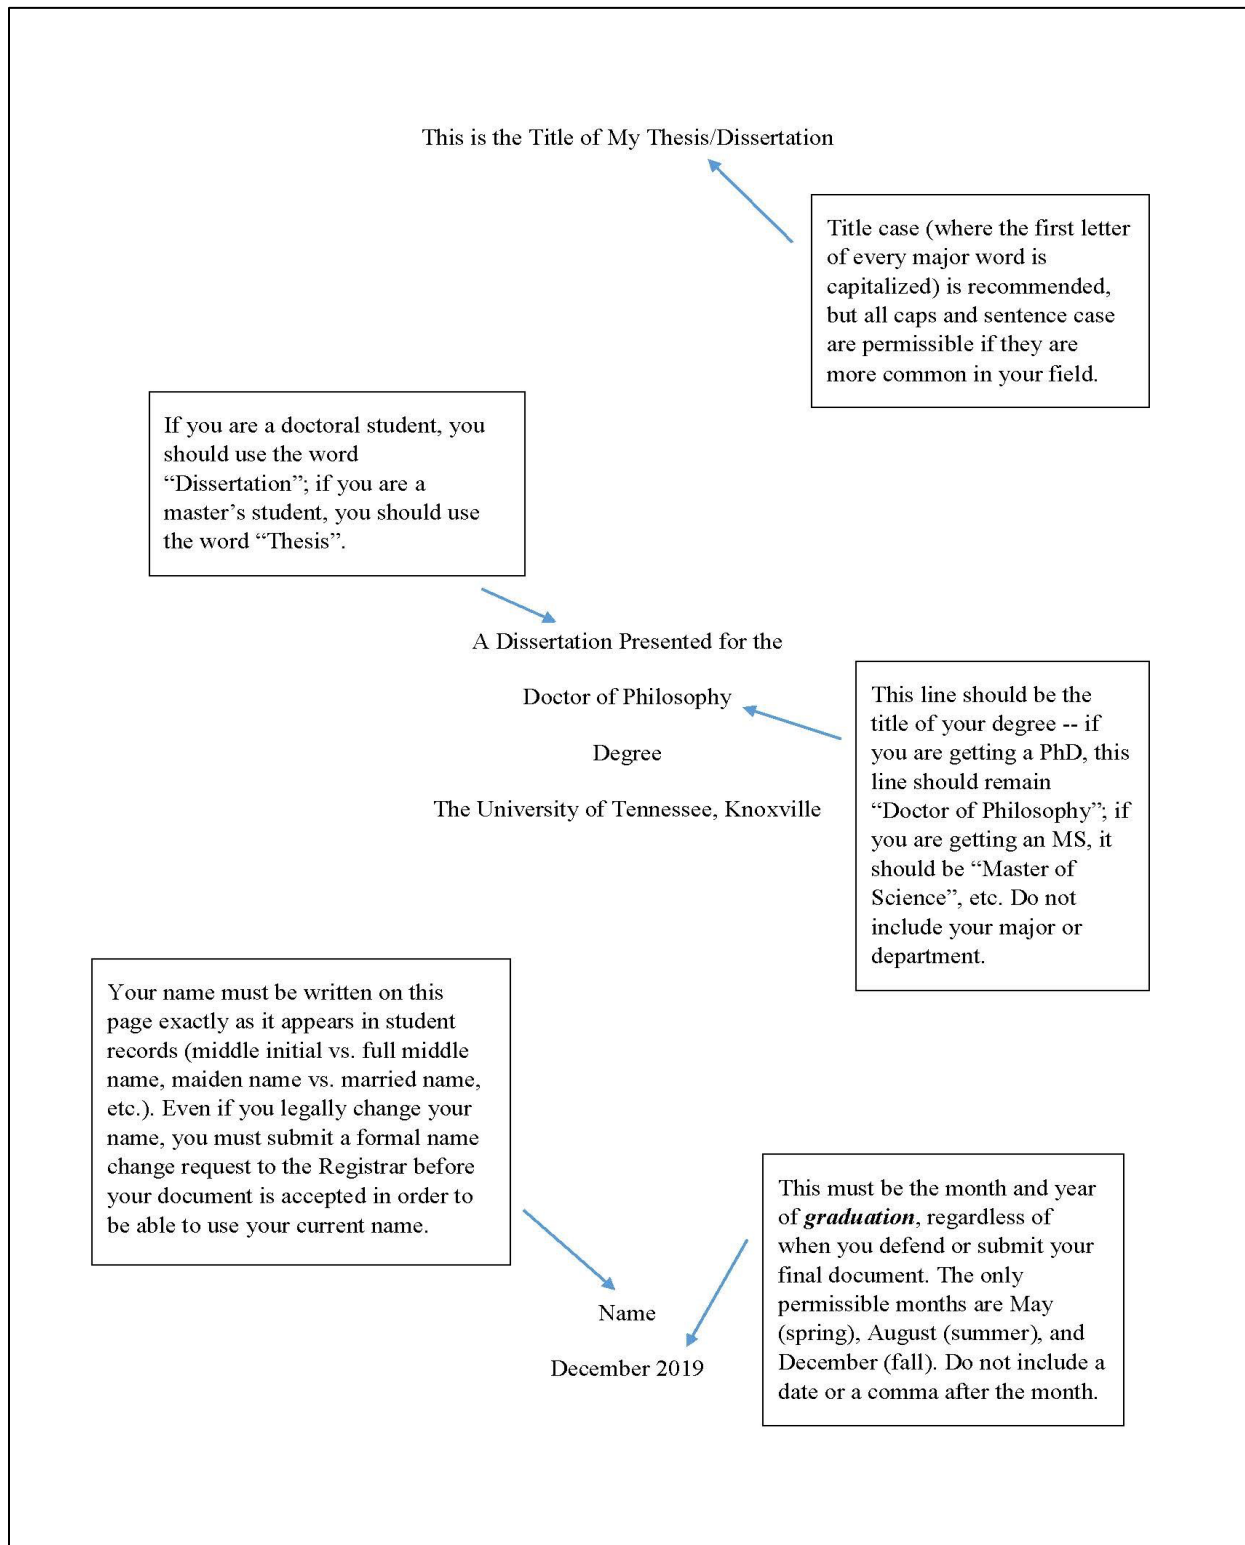 This is the Title of My Thesis/Dissertation
Title case (where the first letter
of every major word is
capitalized) is recommended,
but all caps and sentence case
are permissible if they are
more common in your field.
If you are a doctoral student, you
should use the word
“Dissertation”; if you are a
master’s student, you should use
the word “Thesis”.
A Dissertation Presented for the
Doctor of Philosophy
Degree
The University of Tennessee, Knoxville
This line should be the
title of your degree -- if
you are getting a PhD, this
line should remain
“Doctor of Philosophy”; if
you are getting an MS, it
should be “Master of
Science”, etc. Do not
include your major or
department.
Your name must be written on this
page exactly as it appears in student
records (middle initial vs. full middle
name, maiden name vs. married name,
etc.). Even if you legally change your
name, you must submit a formal name
change request to the Registrar before
your document is accepted in order to
be able to use your current name.
This must be the month and year
of graduation, regardless of
when you defend or submit your
final document. The only
permissible months are May
(spring), August (summer), and
December (fall). Do not include a
date or a comma after the month.
Name
December 2019